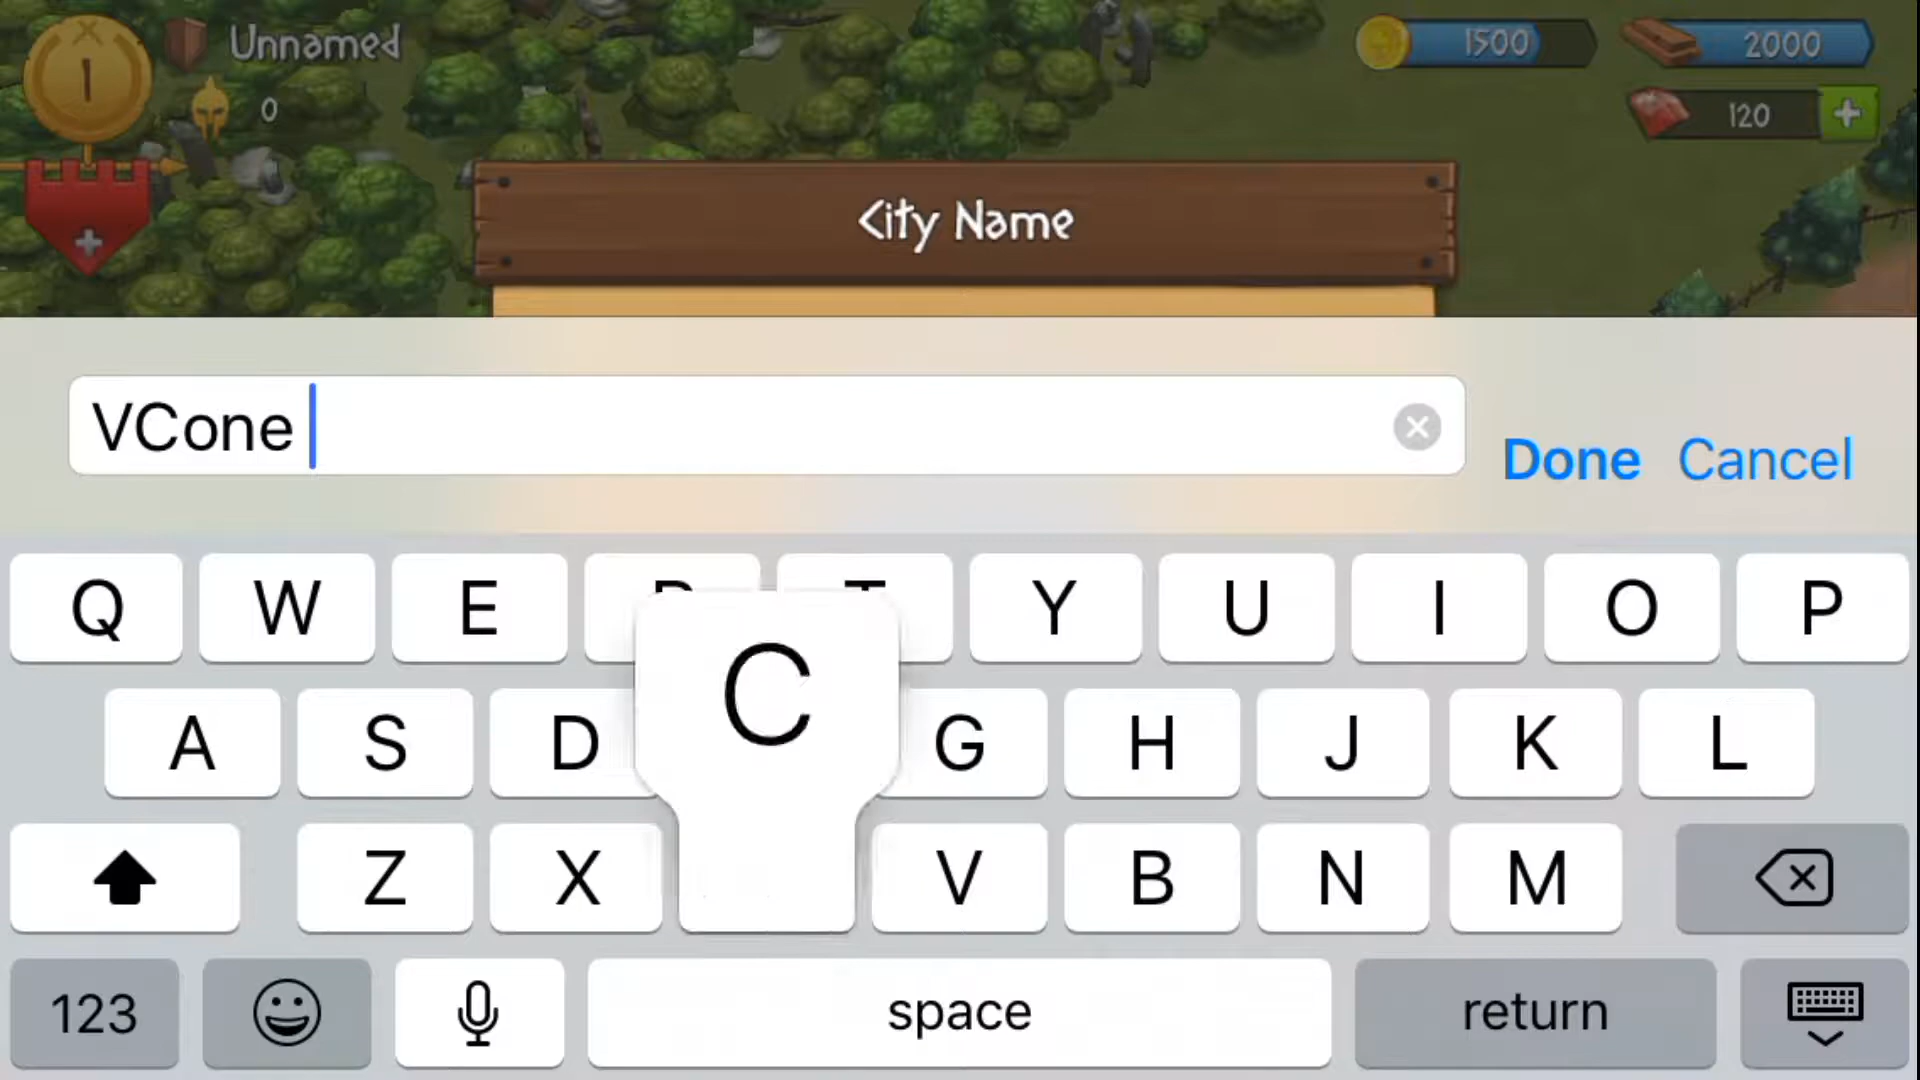 1
Unnamed
0
1500
2000
120
City Name
VCone
Done Cancel
Q W E R T Y U I O P
A S D C G H J K L
Z X V B N M
123 space return